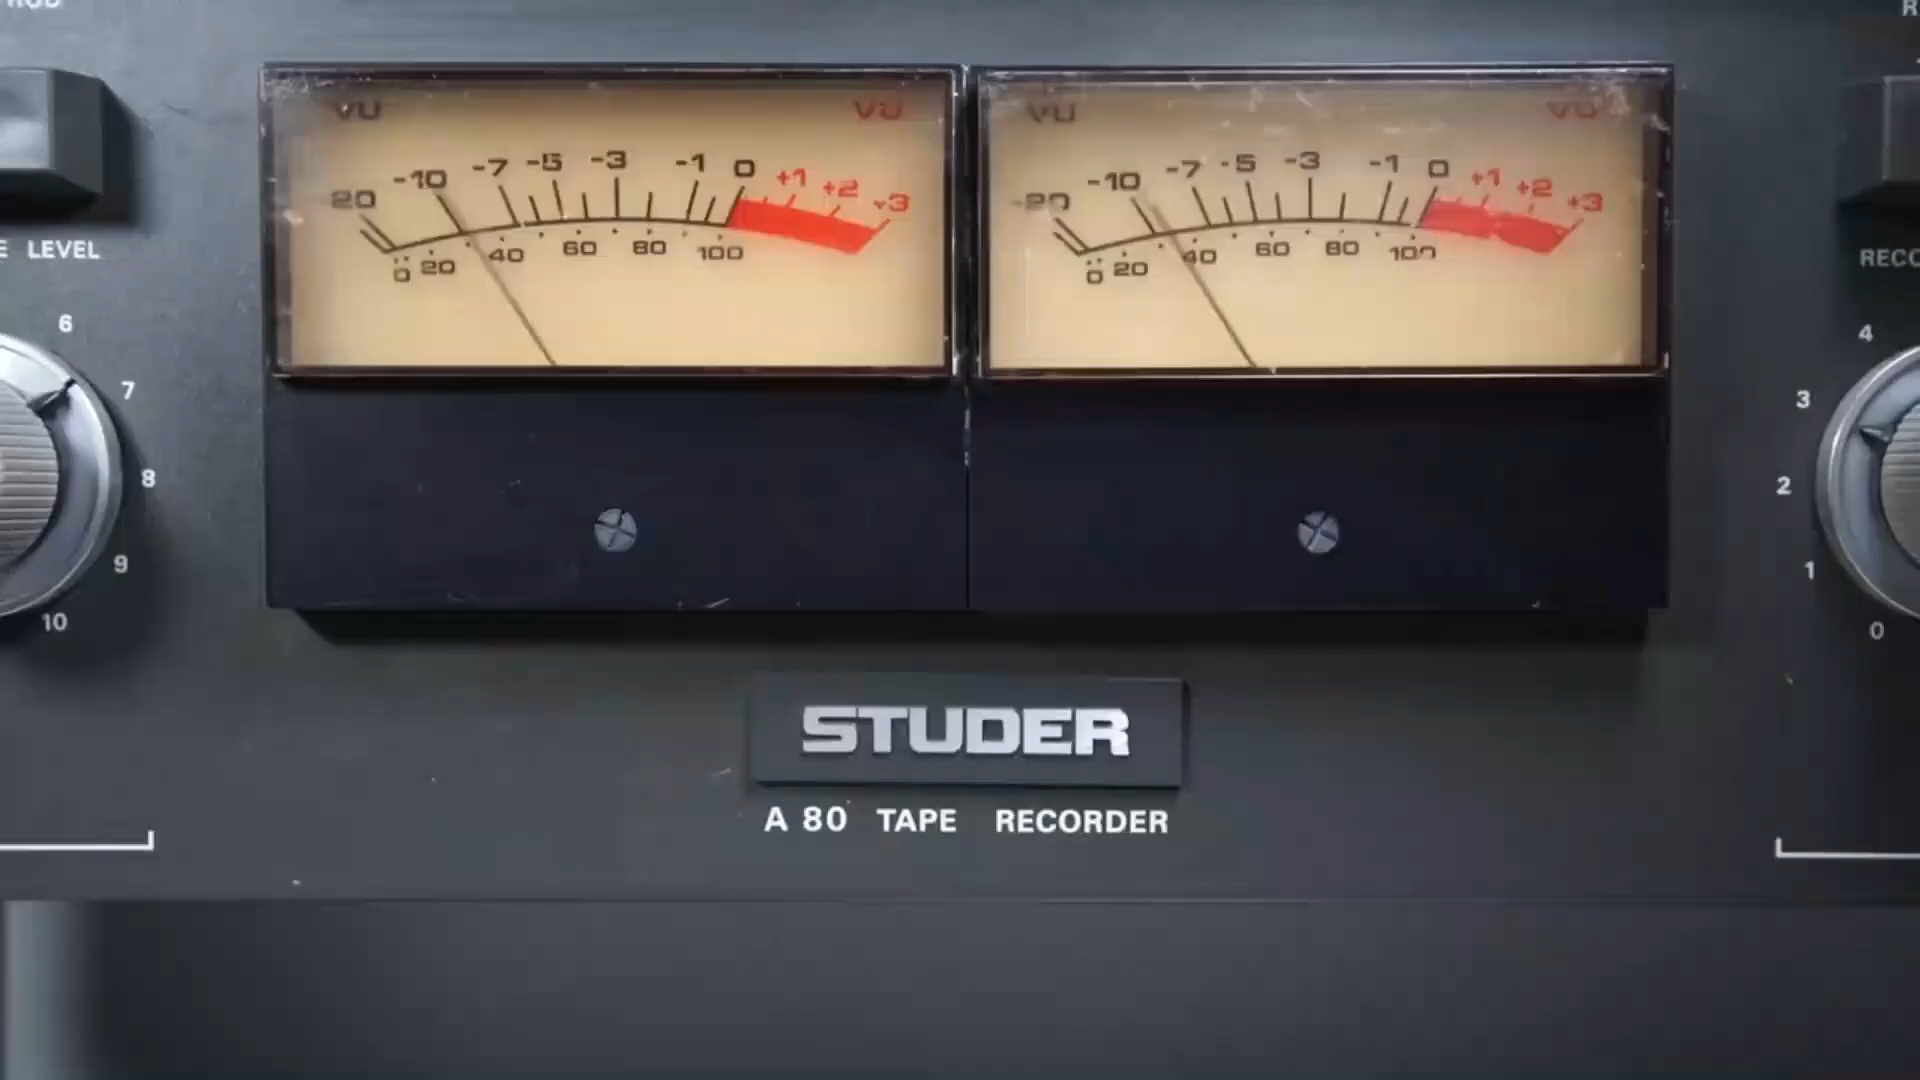 VU VU
20 -10 -7 -5 -3 -1 0 +1 +2 +3
0 20 40 60 80 100
VU VU
-20 -10 -7 -5 -3 -1 0 +1 +2 +3
0 20 40 60 80 100
LEVEL
6
7
8
9
10
4
3
2
1
0
STUDER
A 80 TAPE RECORDER